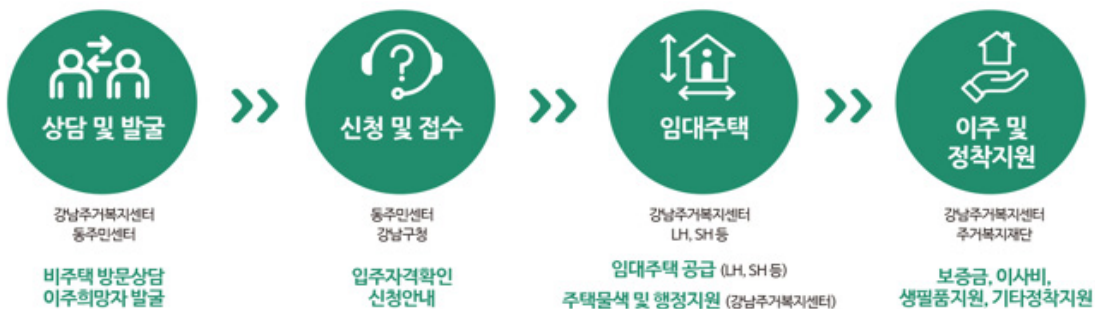 상담 및 발굴
강남주거복지센터
동주민센터
비주택 방문상담
이주희망자 발굴
신청 및 접수
동주민센터
강남구청
입주자격확인
신청안내
임대주택
강남주거복지센터
LH, SH 등
임대주택 공급 (LH, SH 등)
주택물색 및 행정지원 (강남주거복지센터)
이주 및
정착지원
강남주거복지센터
주거복지재단
보증금, 이사비,
생필품지원, 기타정착지원